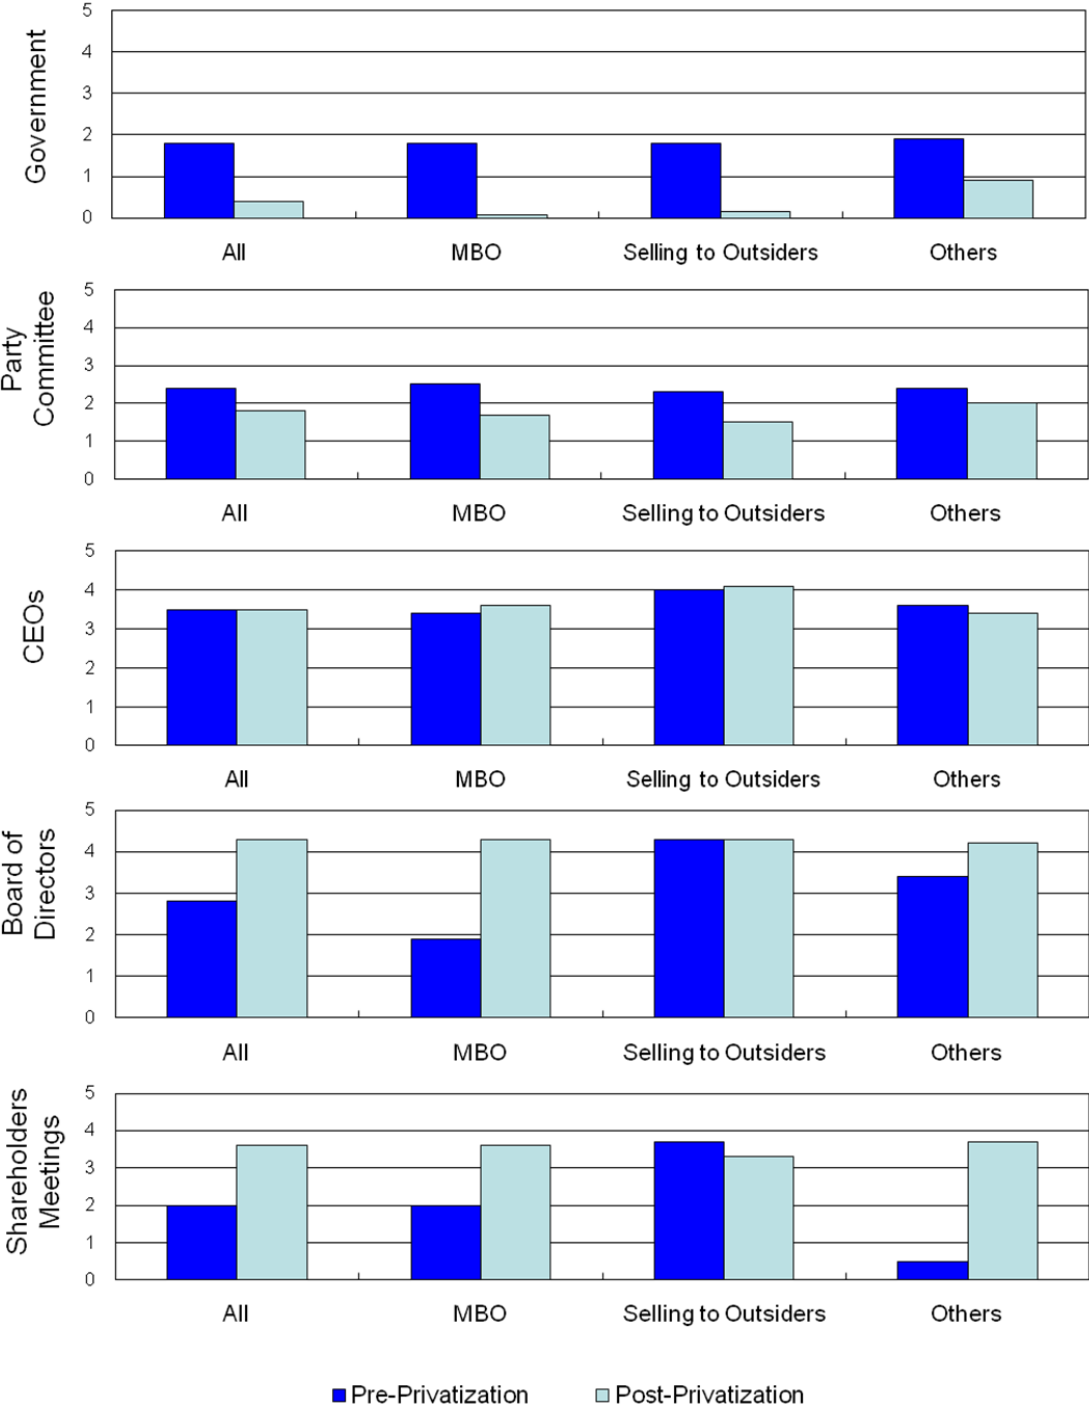 Government
5
4
3
2
1
0
All MBO Selling to Outsiders Others
Party
Committee
5
4
3
2
1
0
All MBO Selling to Outsiders Others
CEOs
5
4
3
2
1
0
All MBO Selling to Outsiders Others
Board of
Directors
5
4
3
2
1
0
All MBO Selling to Outsiders Others
Shareholders
Meetings
5
4
3
2
1
0
All MBO Selling to Outsiders Others
Pre-Privatization Post-Privatization